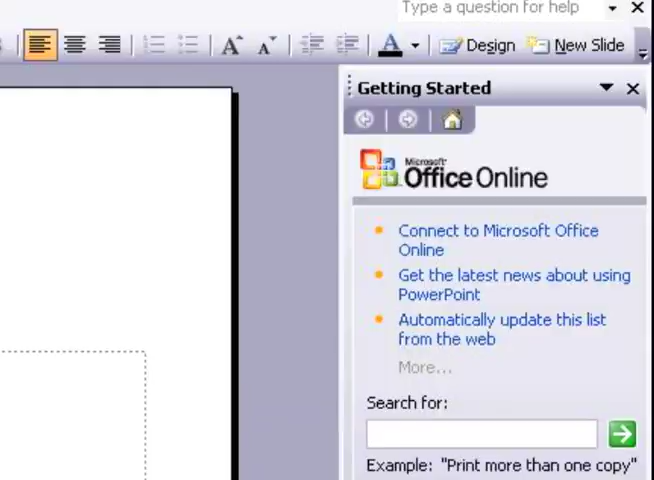 Type a question for help
A A A Design New Slide
Getting Started
Microsoft
Office Online
Connect to Microsoft Office
Online
Get the latest news about using
PowerPoint
Automatically update this list
from the web
More...
Search for:
Example: "Print more than one copy"